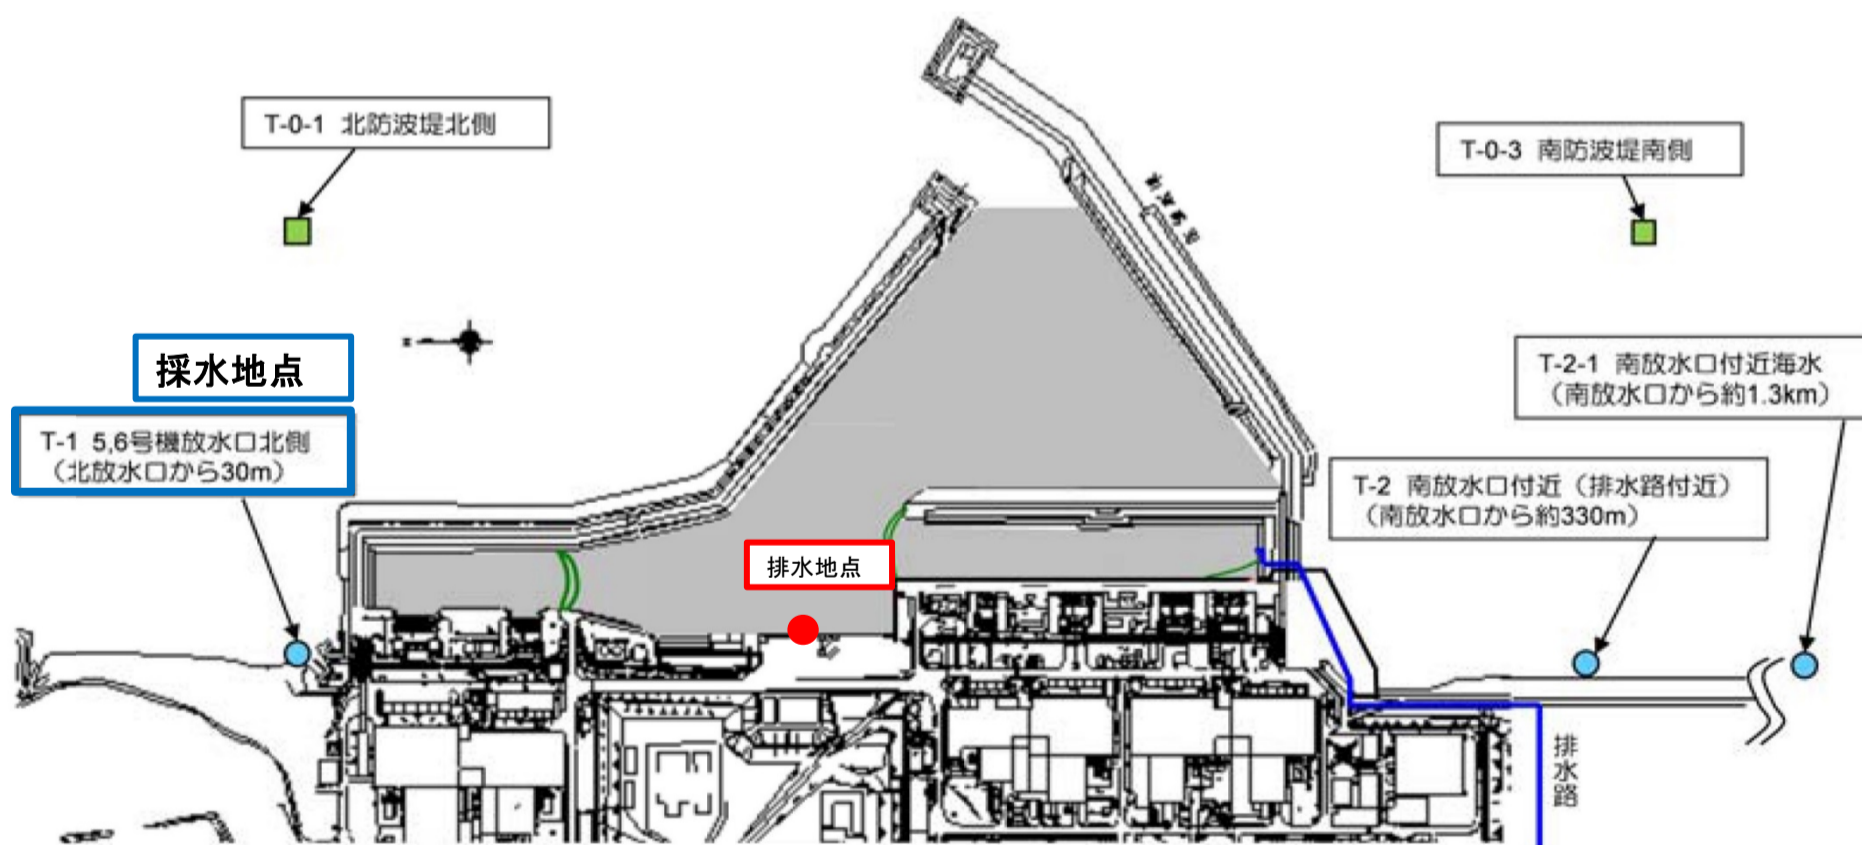 T-0-1 北防波堤北側
T-0-3 南防波堤南側
採水地点
T-1 5,6号機放水口北側
（北放水口から30m）
T-2-1 南放水口付近海水
（南放水口から約1.3km）
T-2 南放水口付近（排水路付近）
（南放水口から約330m）
排水地点
排水路